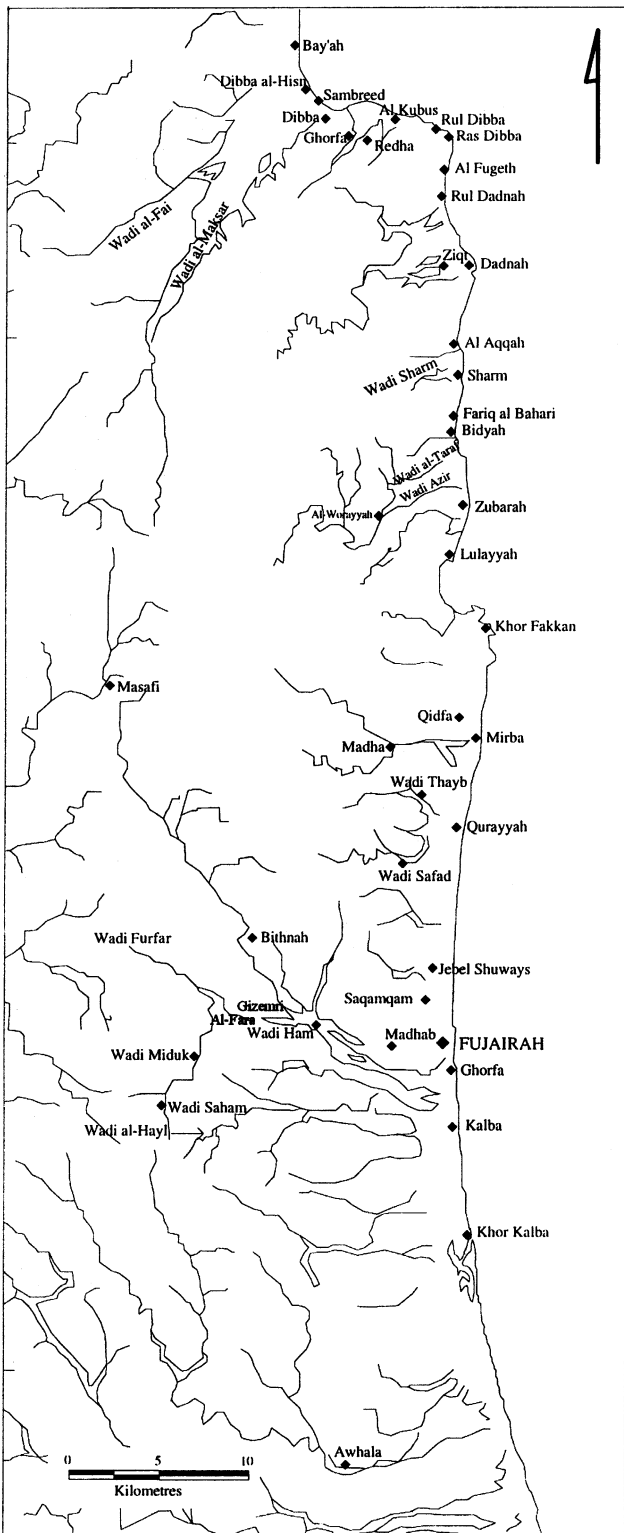 Bay'ah
Dibba al-Hisn
Sambreed
Dibba
Al Kubus
Rul Dibba
Ghorfa
Redha
Ras Dibba
Al Fugeth
Rul Dadnah
Wadi al-Fai
Wadi al-Maksar
Ziqt
Dadnah
Al Aqqah
Wadi Sharm
Sharm
Fariq al Bahari
Bidyah
Wadi al-Taraf
Wadi Azir
Al-Wurayyah
Zubarah
Lulayyah
Khor Fakkan
Masafi
Qidfa
Madha
Mirba
Wadi Thayb
Qurayyah
Wadi Safad
Wadi Furfar
Bithnah
Jebel Shuways
Saqamqam
Gizemri
Al-Fara
Wadi Ham
Madhab
FUJAIRAH
Wadi Miduk
Ghorfa
Wadi Saham
Kalba
Wadi al-Hayl
Khor Kalba
Awhala
0 5 10
Kilometres